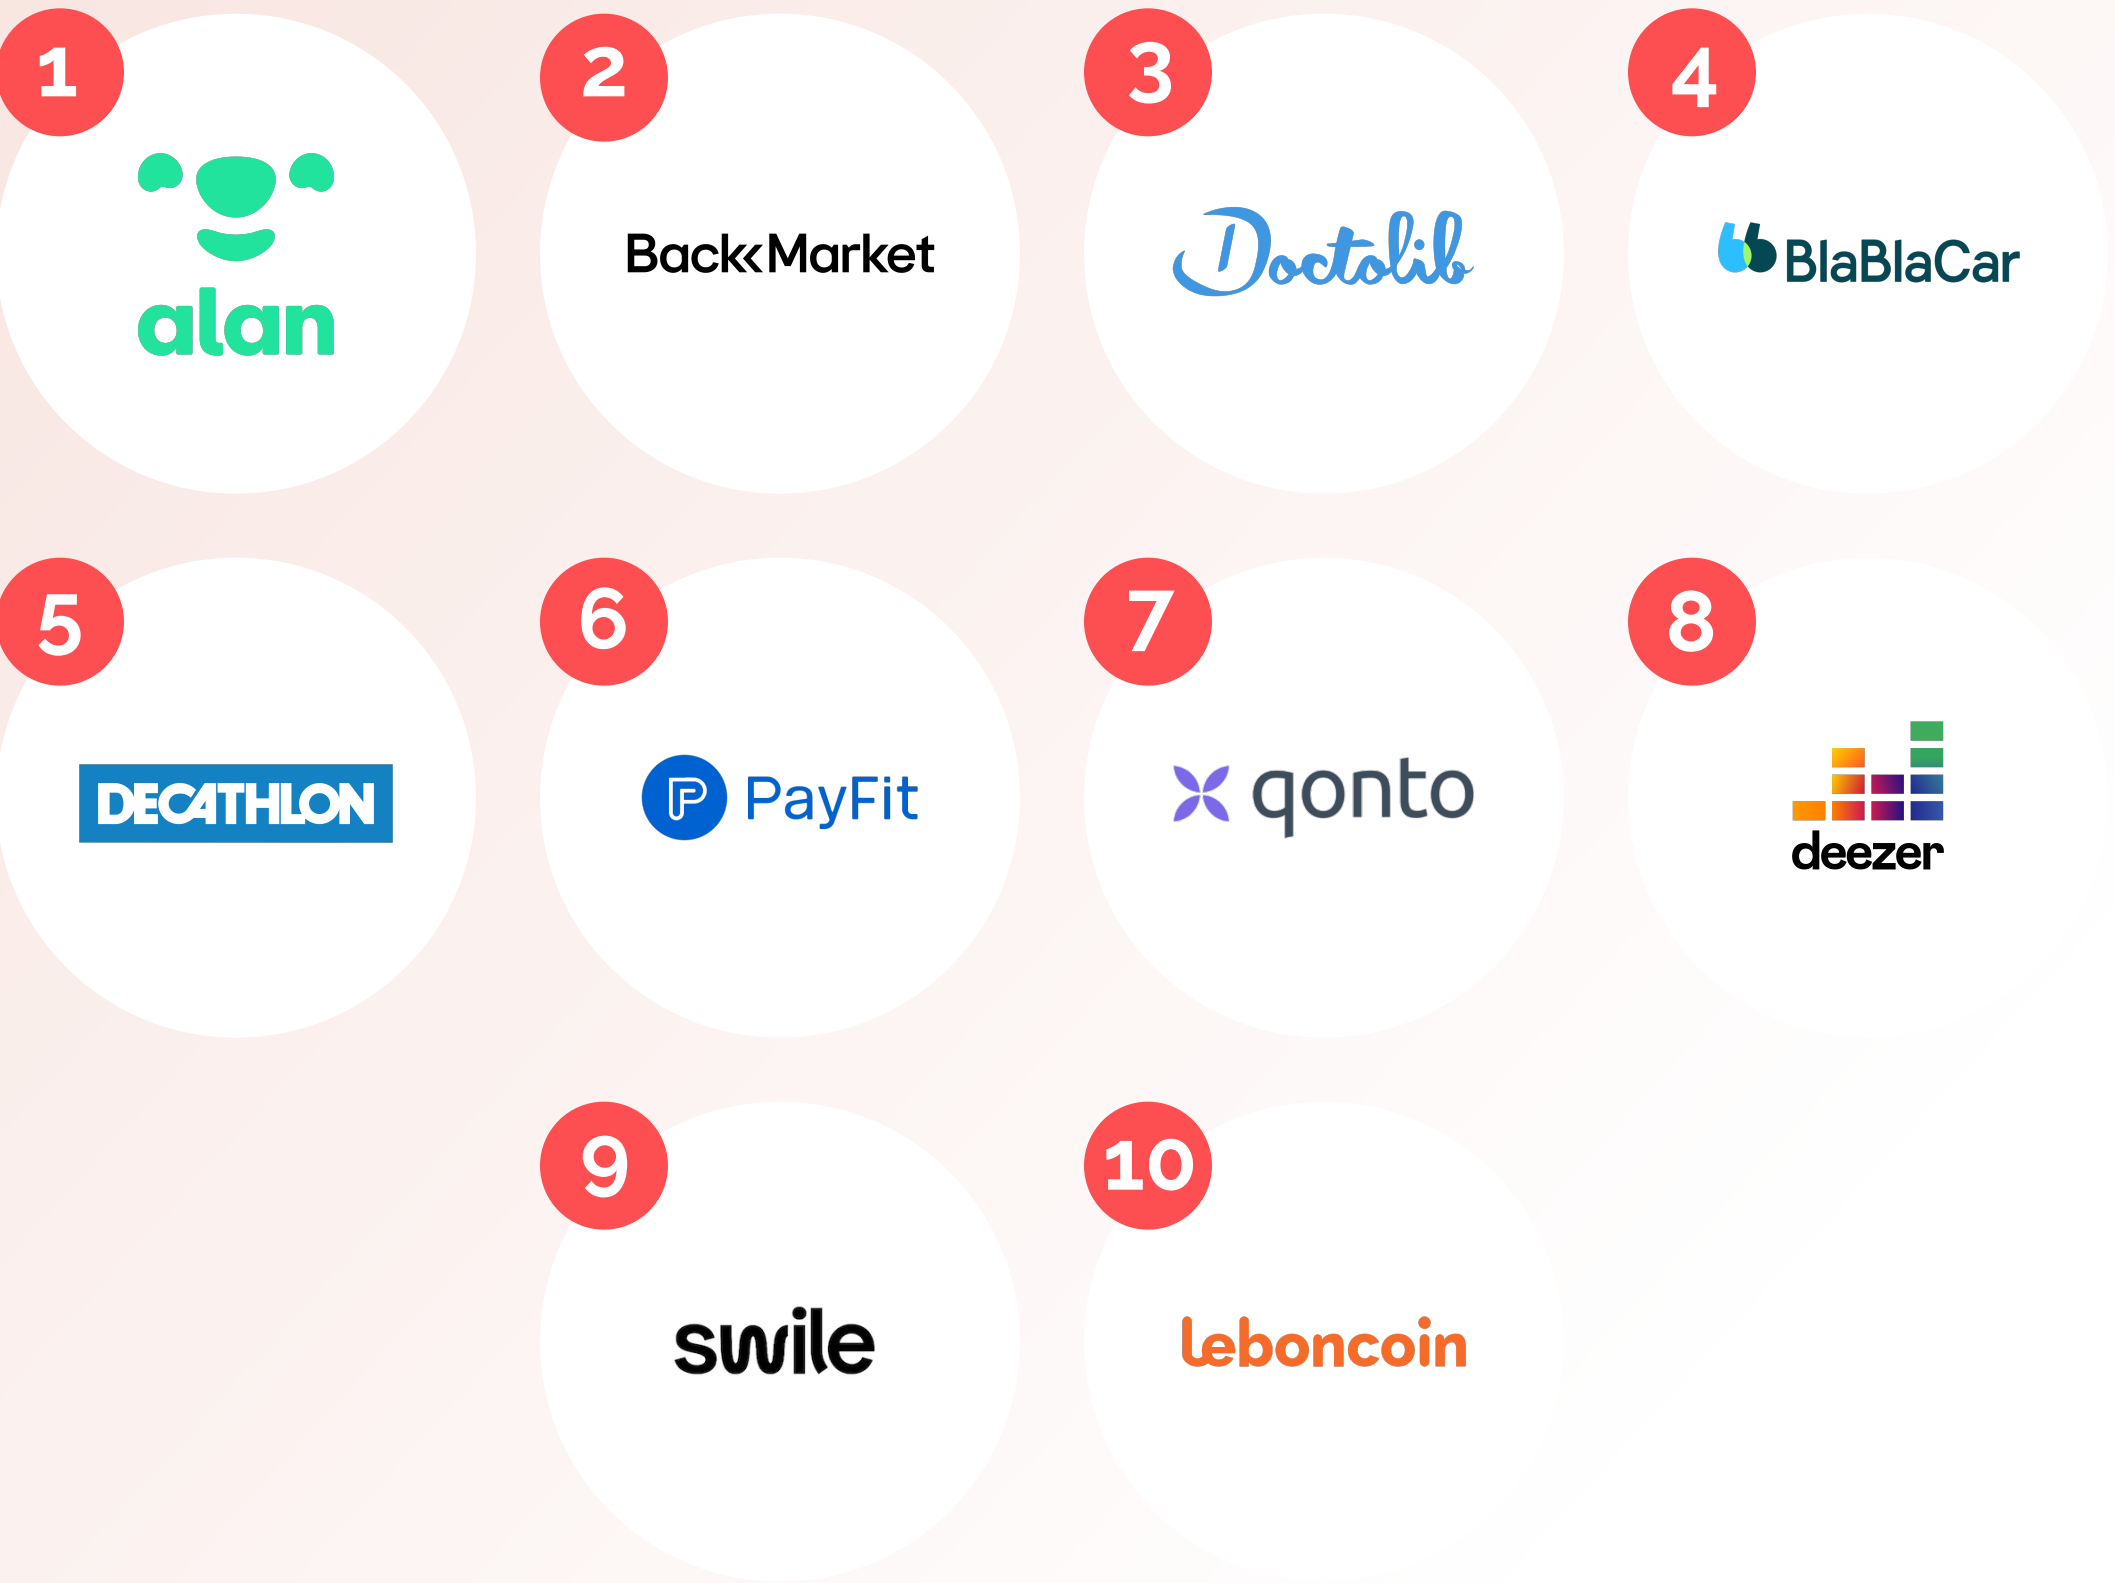 1
alan
2
BackMarket
3
Doctolib
4
BlaBlaCar
5
DECATHLON
6
PayFit
7
qonto
8
deezer
9
swile
10
leboncoin